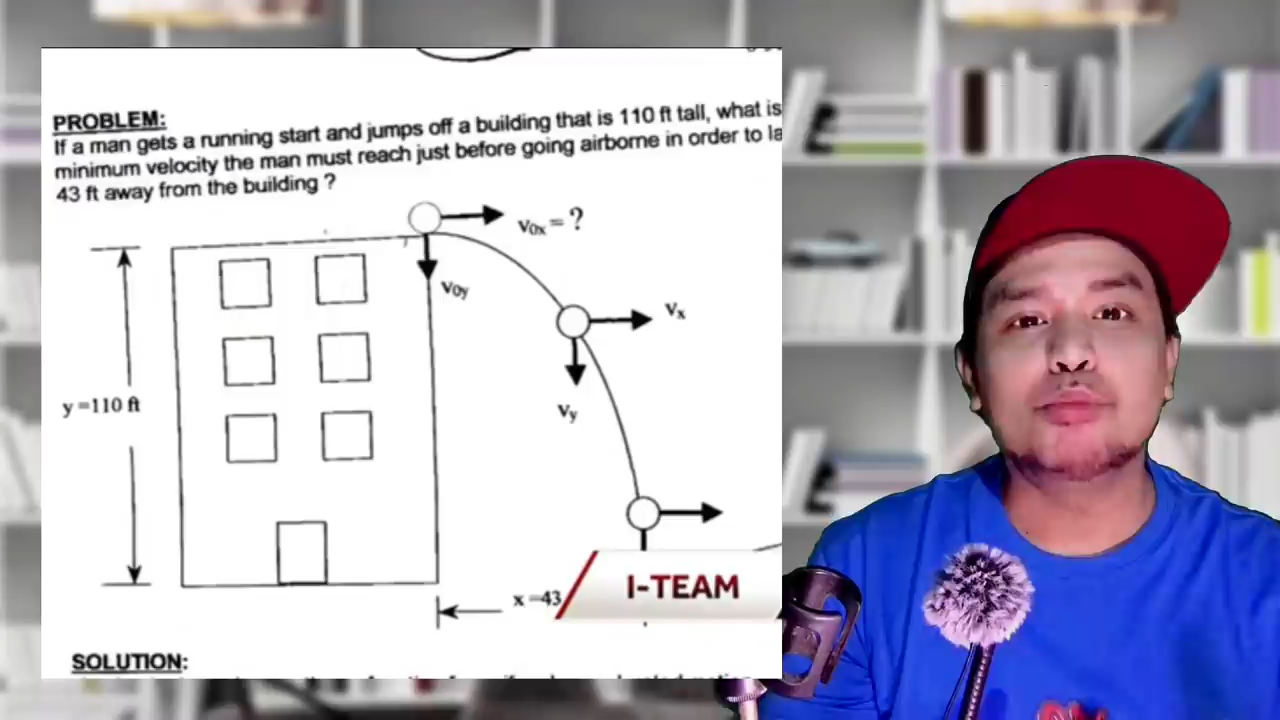 PROBLEM:
If a man gets a running start and jumps off a building that is 110 ft tall, what is
minimum velocity the man must reach just before going airborne in order to la
43 ft away from the building ?
v0x = ?
v0y
vx
y =110 ft
vy
x =43
I-TEAM
SOLUTION: